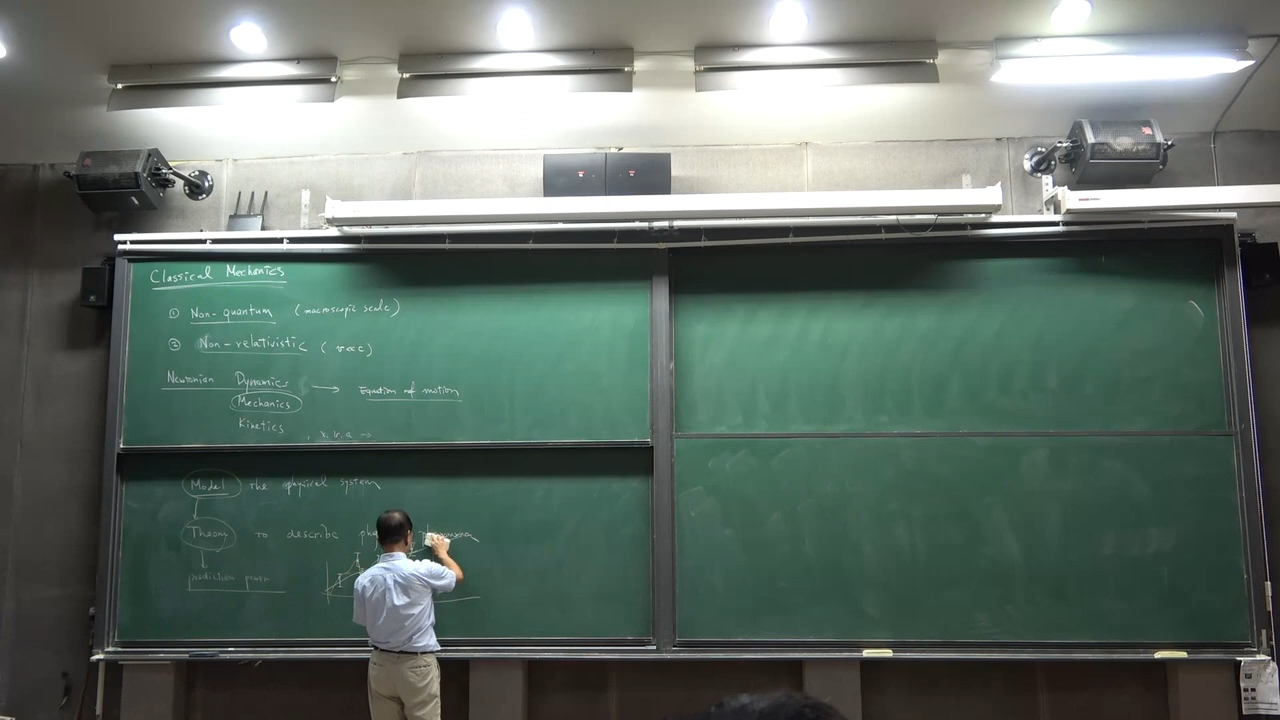 Classical Mechanics
① Non-quantum (macroscopic scale)
② Non-relativistic (v<<c)
Newtonian Dynamics → Equation of motion
Mechanics
Kinetics
x, v, a →
Model the physical system
Theory to describe
prediction power